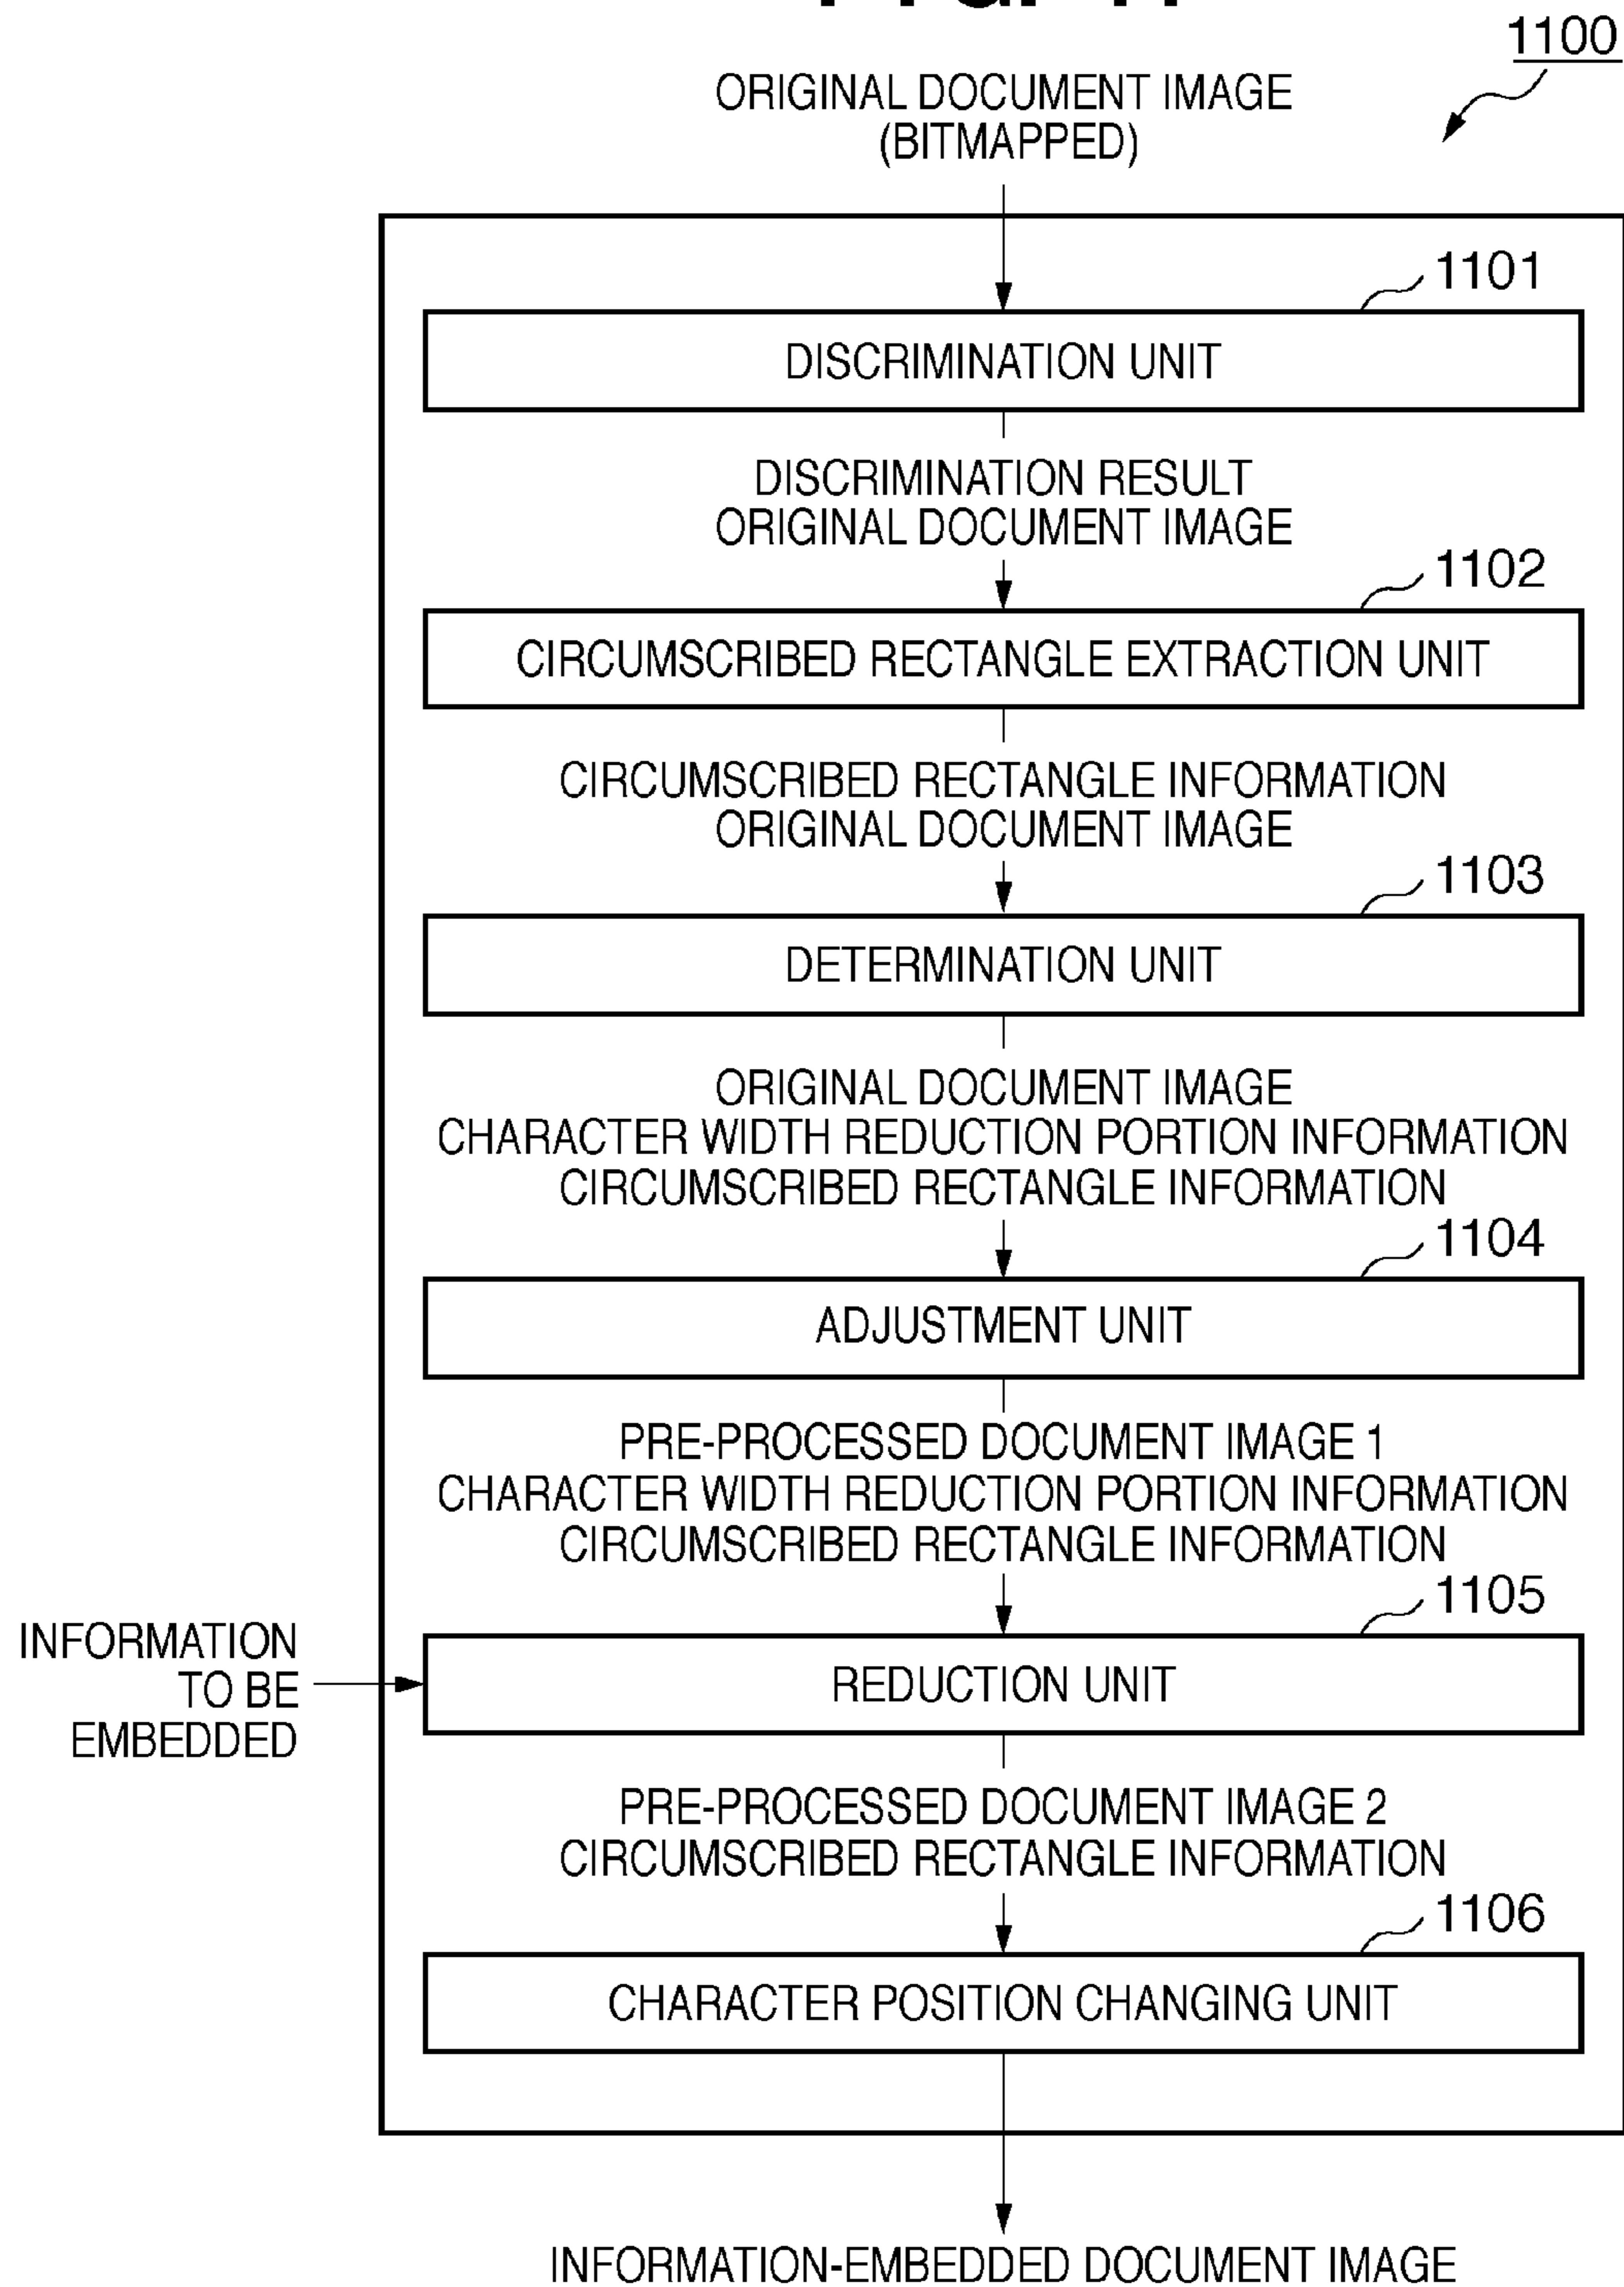 1100
ORIGINAL DOCUMENT IMAGE
(BITMAPPED)
1101
DISCRIMINATION UNIT
DISCRIMINATION RESULT
ORIGINAL DOCUMENT IMAGE
1102
CIRCUMSCRIBED RECTANGLE EXTRACTION UNIT
CIRCUMSCRIBED RECTANGLE INFORMATION
ORIGINAL DOCUMENT IMAGE
1103
DETERMINATION UNIT
ORIGINAL DOCUMENT IMAGE
CHARACTER WIDTH REDUCTION PORTION INFORMATION
CIRCUMSCRIBED RECTANGLE INFORMATION
1104
ADJUSTMENT UNIT
PRE-PROCESSED DOCUMENT IMAGE 1
CHARACTER WIDTH REDUCTION PORTION INFORMATION
CIRCUMSCRIBED RECTANGLE INFORMATION
1105
INFORMATION
TO BE
EMBEDDED
REDUCTION UNIT
PRE-PROCESSED DOCUMENT IMAGE 2
CIRCUMSCRIBED RECTANGLE INFORMATION
1106
CHARACTER POSITION CHANGING UNIT
INFORMATION-EMBEDDED DOCUMENT IMAGE